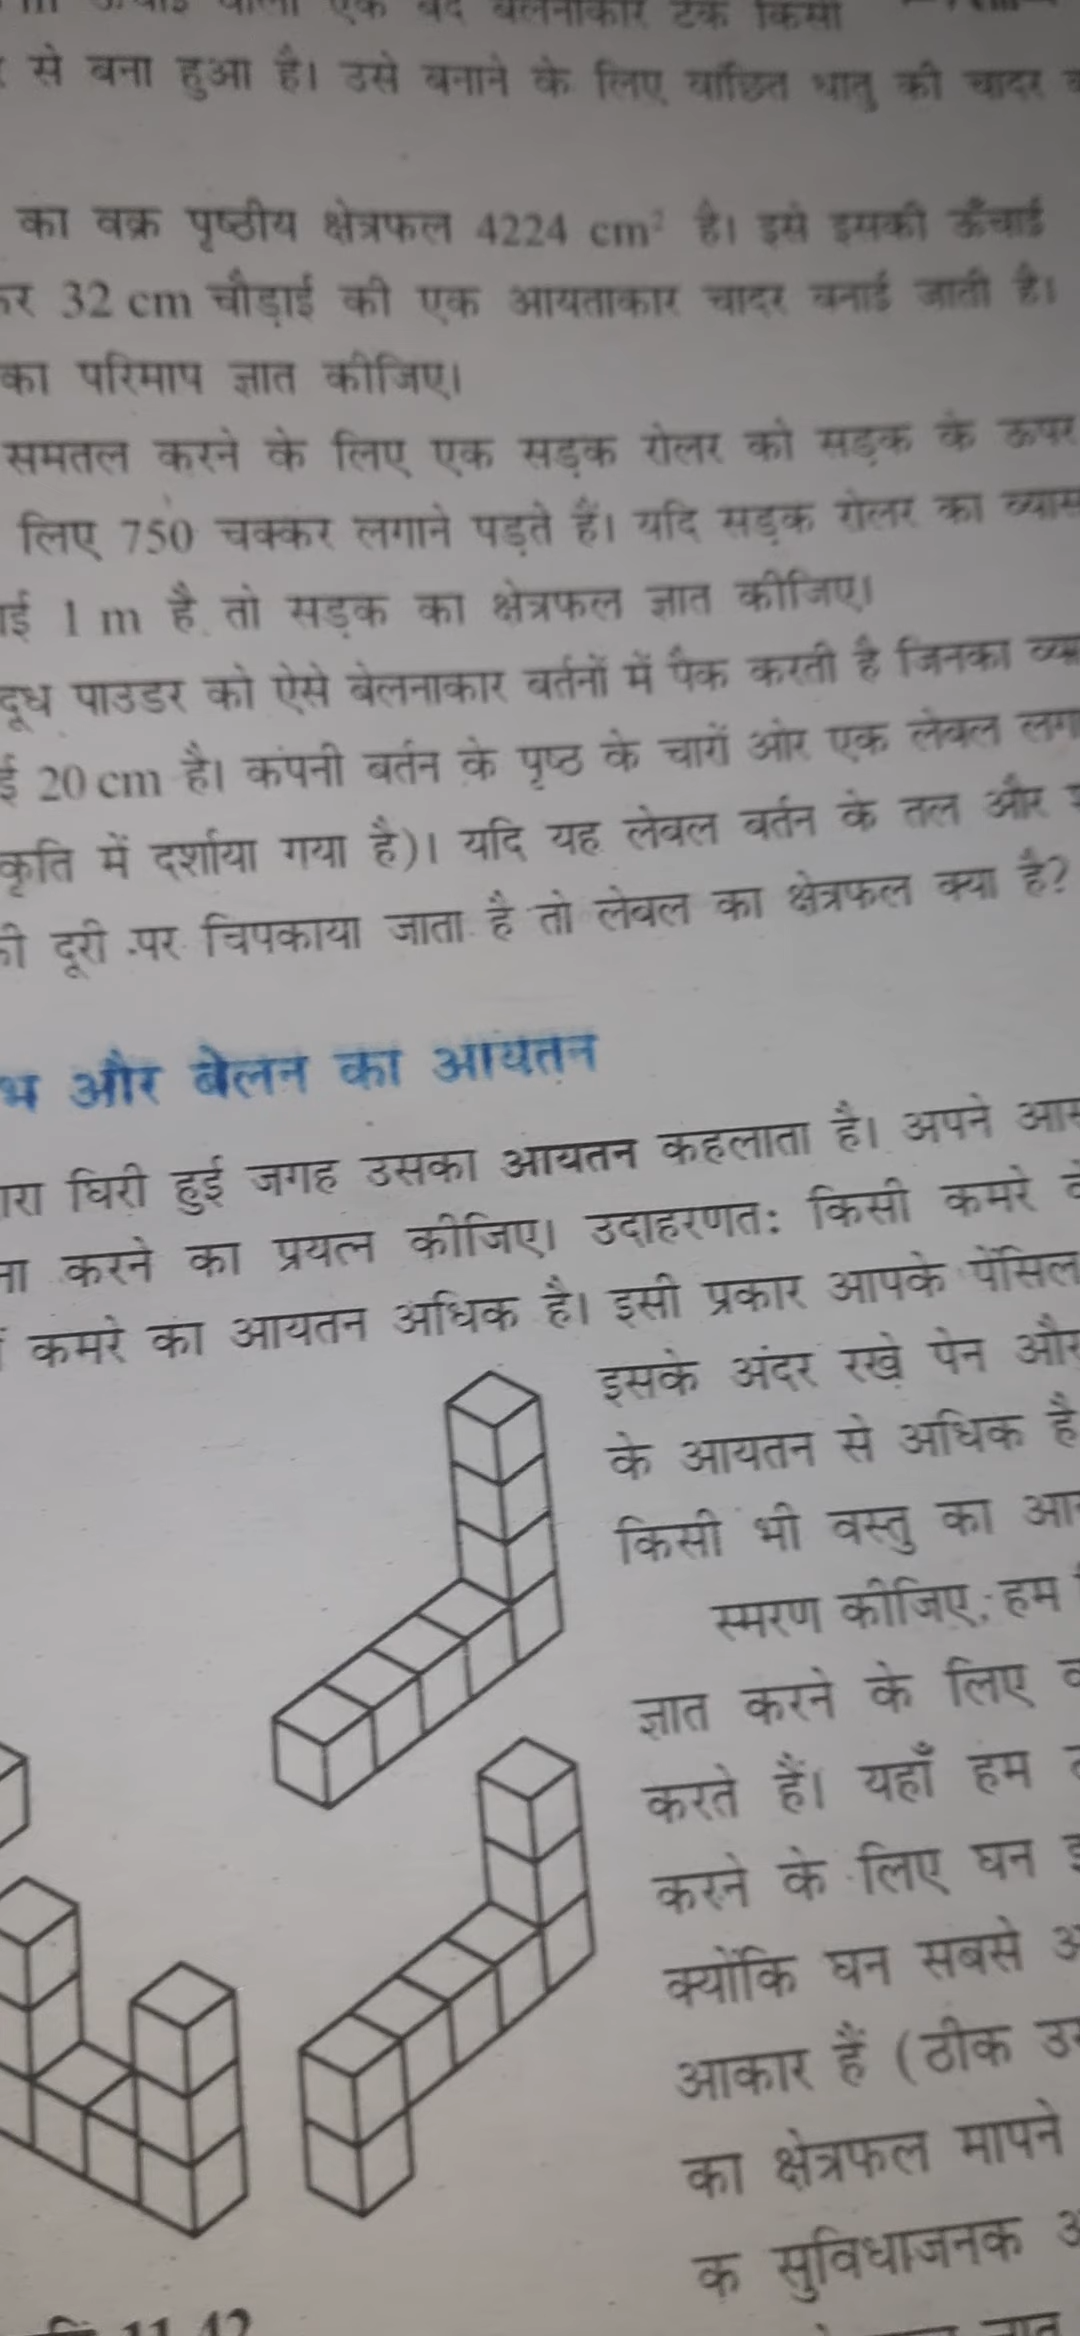 ऊँचाई वाला एक बंद बेलनाकार टैंक किसी
से बना हुआ है। उसे बनाने के लिए वांछित धातु की चादर
का वक्र पृष्ठीय क्षेत्रफल 4224 cm² है। इसे इसकी ऊँचाई
32 cm चौड़ाई की एक आयताकार चादर बनाई जाती है।
का परिमाप ज्ञात कीजिए।
समतल करने के लिए एक सड़क रोलर को सड़क के ऊपर
लिए 750 चक्कर लगाने पड़ते हैं। यदि सड़क रोलर का व्यास
1 m है तो सड़क का क्षेत्रफल ज्ञात कीजिए।
दूध पाउडर को ऐसे बेलनाकार बर्तनों में पैक करती है जिनका
20 cm है। कंपनी बर्तन के पृष्ठ के चारों ओर एक लेबल
में दर्शाया गया है)। यदि यह लेबल बर्तन के तल और
दूरी पर चिपकाया जाता है तो लेबल का क्षेत्रफल क्या है?
और बेलन का आयतन
घिरी हुई जगह उसका आयतन कहलाता है। अपने
करने का प्रयत्न कीजिए। उदाहरणतः किसी कमरे
कमरे का आयतन अधिक है। इसी प्रकार आपके पेंसिल
इसके अंदर रखे पेन और
के आयतन से अधिक है
किसी भी वस्तु का
स्मरण कीजिए, हम
ज्ञात करने के लिए
करते हैं। यहाँ हम
करने के लिए घन
क्योंकि घन सबसे
आकार हैं (ठीक
का क्षेत्रफल मापने
क सुविधाजनक
11.42